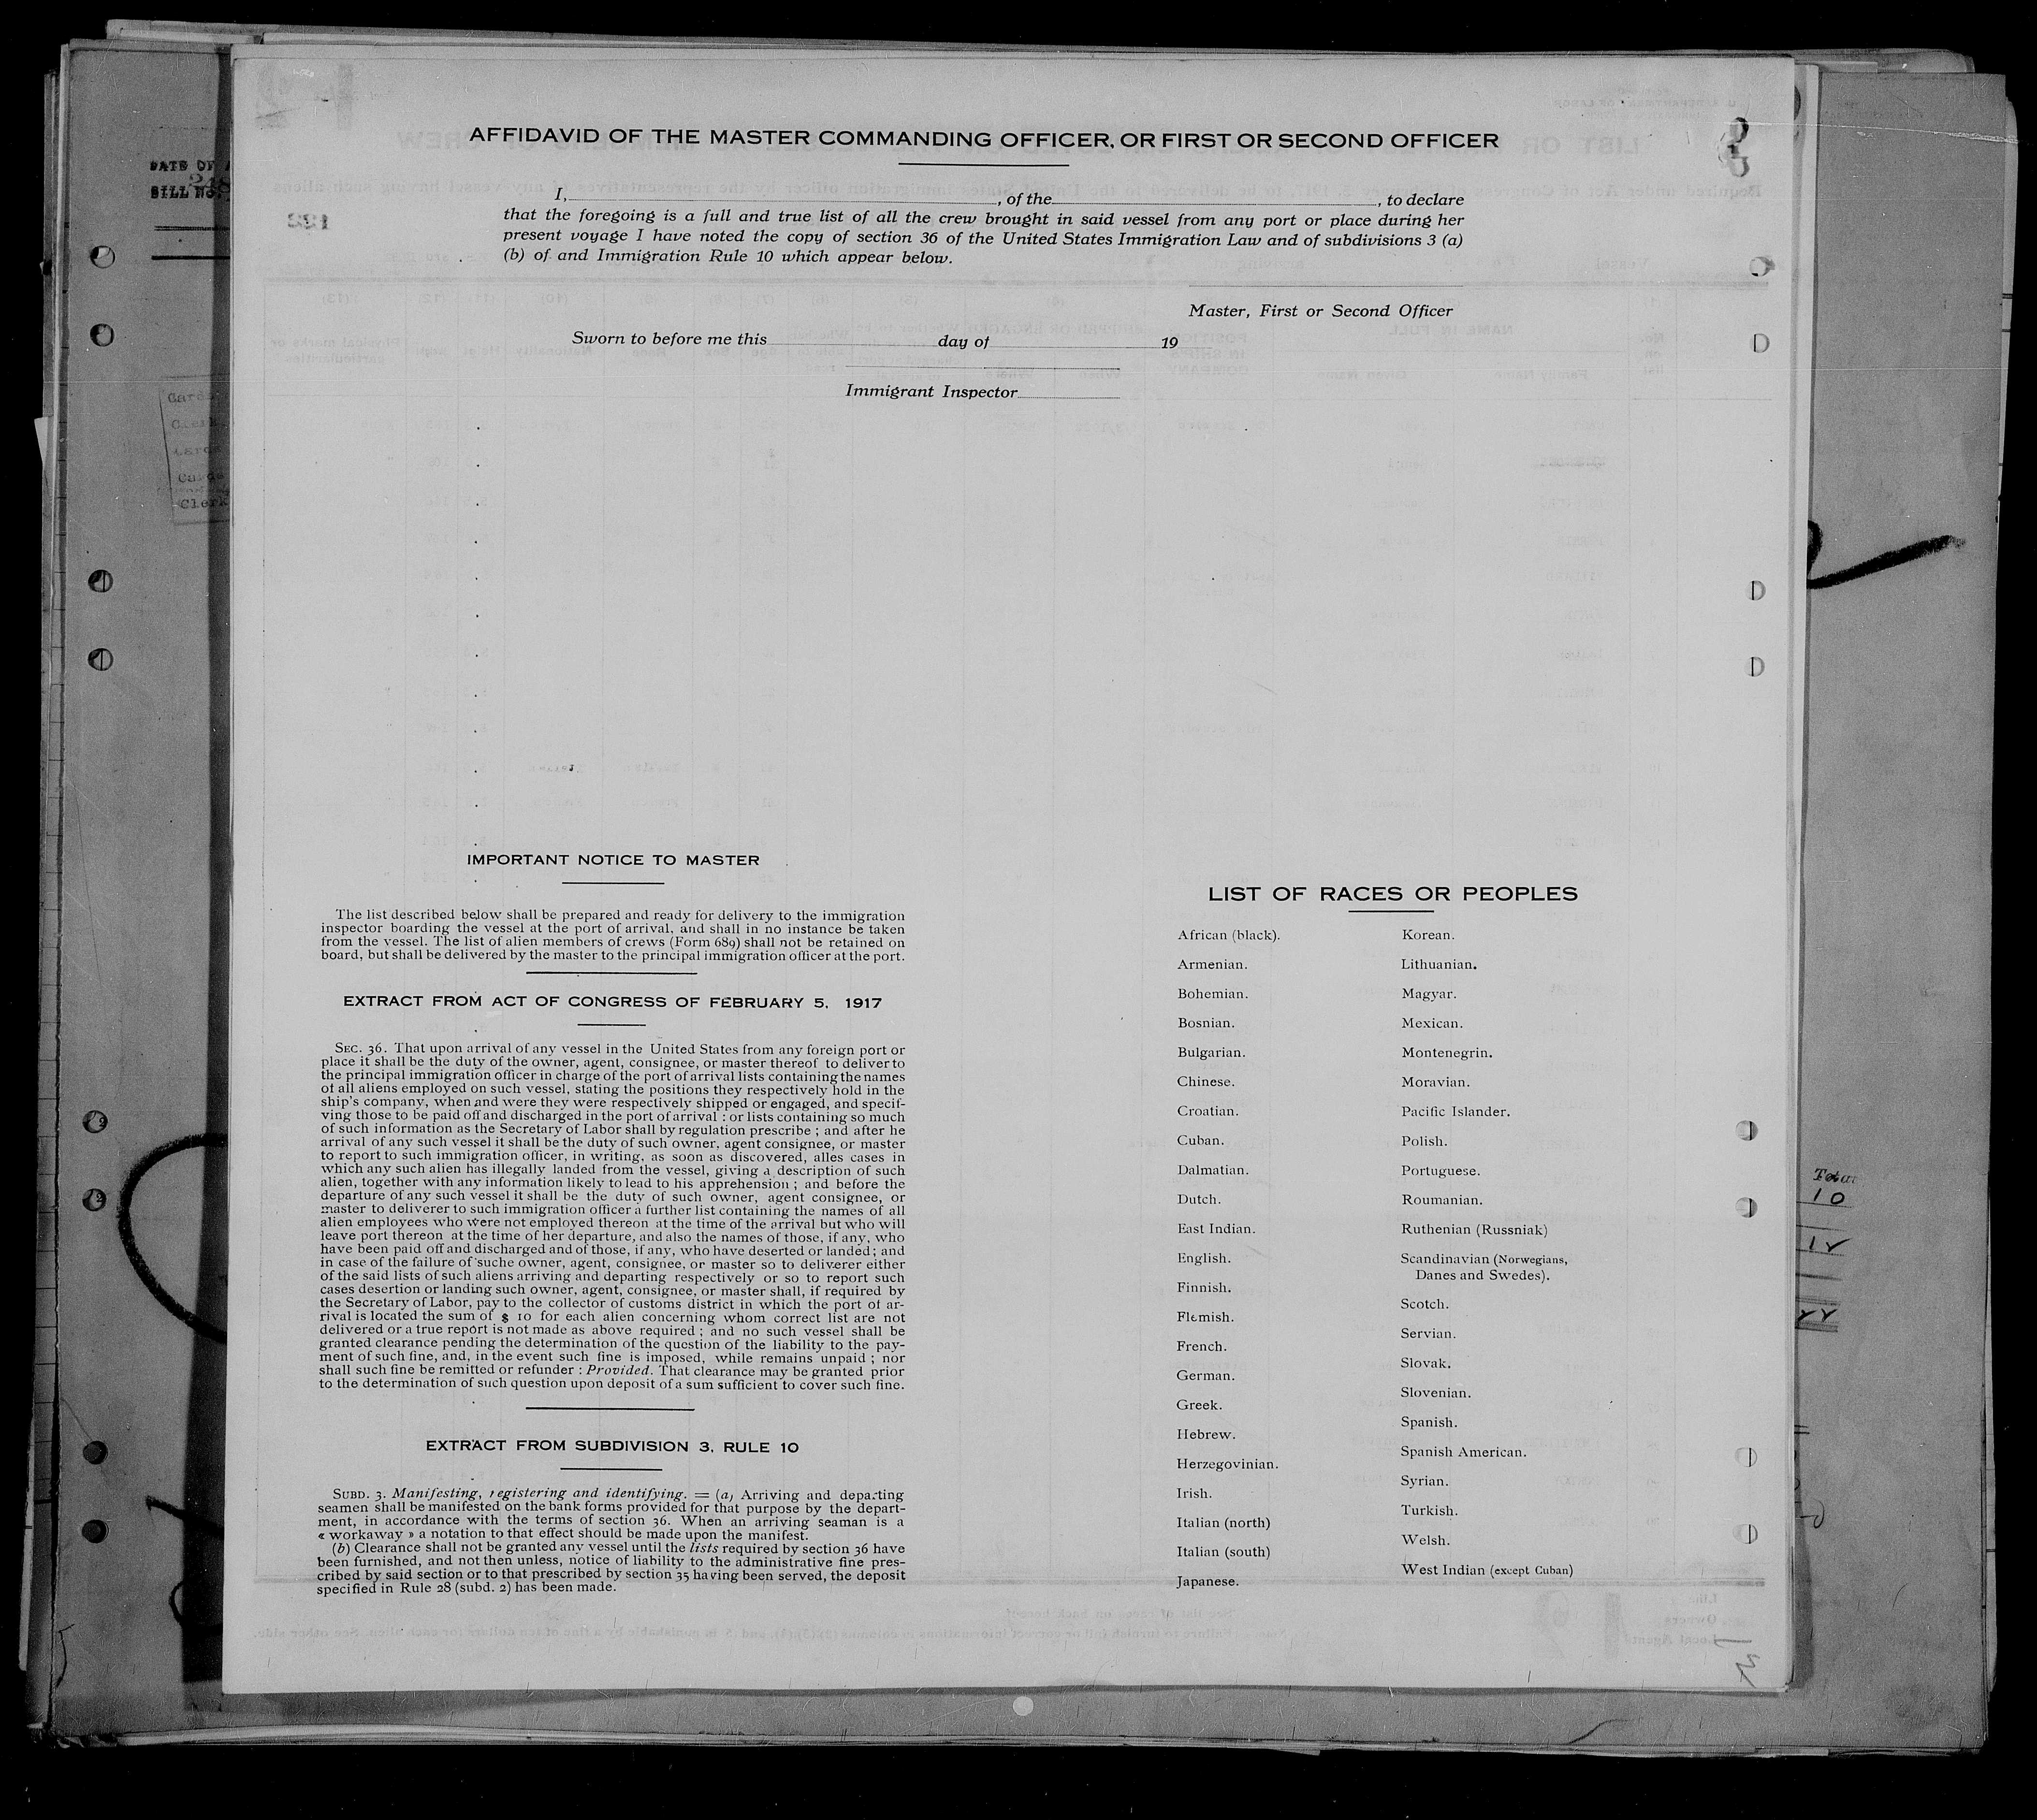 AFFIDAVID OF THE MASTER COMMANDING OFFICER, OR FIRST OR SECOND OFFICER
I, , of the , to declare
that the foregoing is a full and true list of all the crew brought in said vessel from any port or place during her
present voyage I have noted the copy of section 36 of the United States Immigration Law and of subdivisions 3 (a)
(b) of and Immigration Rule 10 which appear below.
Master, First or Second Officer
Sworn to before me this day of 19
Immigrant Inspector
IMPORTANT NOTICE TO MASTER
The list described below shall be prepared and ready for delivery to the immigration
inspector boarding the vessel at the port of arrival, and shall in no instance be taken
from the vessel. The list of alien members of crews (Form 689) shall not be retained on
board, but shall be delivered by the master to the principal immigration officer at the port.
EXTRACT FROM ACT OF CONGRESS OF FEBRUARY 5, 1917
SEC. 36. That upon arrival of any vessel in the United States from any foreign port or
place it shall be the duty of the owner, agent, consignee, or master thereof to deliver to
the principal immigration officer in charge of the port of arrival lists containing the names
of all aliens employed on such vessel, stating the positions they respectively hold in the
ship's company, when and were they were respectively shipped or engaged, and specif-
ving those to be paid off and discharged in the port of arrival : or lists containing so much
of such information as the Secretary of Labor shall by regulation prescribe ; and after he
arrival of any such vessel it shall be the duty of such owner, agent consignee, or master
to report to such immigration officer, in writing, as soon as discovered, alles cases in
which any such alien has illegally landed from the vessel, giving a description of such
alien, together with any information likely to lead to his apprehension ; and before the
departure of any such vessel it shall be the duty of such owner, agent consignee, or
master to deliverer to such immigration officer a further list containing the names of all
alien employees who were not employed thereon at the time of the arrival but who will
leave port thereon at the time of her departure, and also the names of those, if any, who
have been paid off and discharged and of those, if any, who have deserted or landed ; and
in case of the failure of suche owner, agent, consignee, or master so to deliverer either
of the said lists of such aliens arriving and departing respectively or so to report such
cases desertion or landing such owner, agent, consignee, or master shall, if required by
the Secretary of Labor, pay to the collector of customs district in which the port of ar-
rival is located the sum of $ 10 for each alien concerning whom correct list are not
delivered or a true report is not made as above required ; and no such vessel shall be
granted clearance pending the determination of the question of the liability to the pay-
ment of such fine, and, in the event such fine is imposed, while remains unpaid ; nor
shall such fine be remitted or refunder : Provided. That clearance may be granted prior
to the determination of such question upon deposit of a sum sufficient to cover such fine.
EXTRACT FROM SUBDIVISION 3, RULE 10
SUBD. 3. Manifesting, registering and identifying. = (a) Arriving and departing
seamen shall be manifested on the bank forms provided for that purpose by the depart-
ment, in accordance with the terms of section 36. When an arriving seaman is a
« workaway » a notation to that effect should be made upon the manifest.
(b) Clearance shall not be granted any vessel until the lists required by section 36 have
been furnished, and not then unless, notice of liability to the administrative fine pres-
cribed by said section or to that prescribed by section 35 having been served, the deposit
specified in Rule 28 (subd. 2) has been made.
LIST OF RACES OR PEOPLES
African (black).
Armenian.
Bohemian.
Bosnian.
Bulgarian.
Chinese.
Croatian.
Cuban.
Dalmatian.
Dutch.
East Indian.
English.
Finnish.
Flemish.
French.
German.
Greek.
Hebrew.
Herzegovinian.
Irish.
Italian (north)
Italian (south)
Japanese.
Korean.
Lithuanian.
Magyar.
Mexican.
Montenegrin.
Moravian.
Pacific Islander.
Polish.
Portuguese.
Roumanian.
Ruthenian (Russniak)
Scandinavian (Norwegians,
Danes and Swedes).
Scotch.
Servian.
Slovak.
Slovenian.
Spanish.
Spanish American.
Syrian.
Turkish.
Welsh.
West Indian (except Cuban)
DATE OF
BILL NO.
Clerk
Total
10